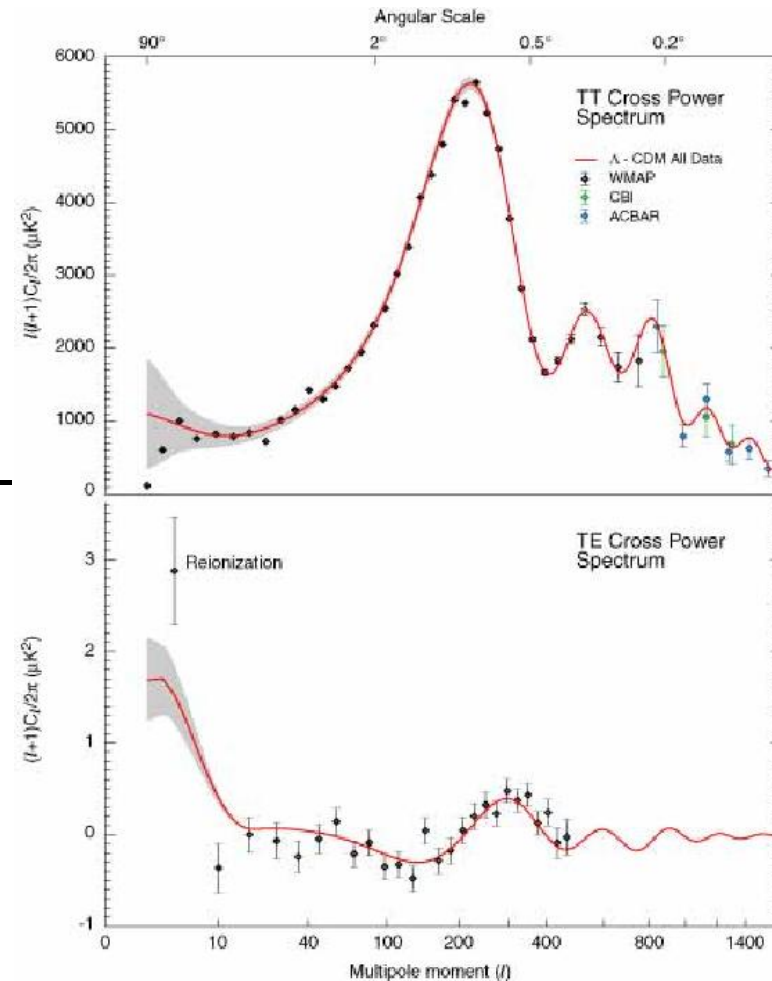 Angular Scale
90° 2° 0.5° 0.2°
6000
5000
4000
3000
2000
1000
0
l(l+1)Cl/2π (μK²)
TT Cross Power
Spectrum
Λ - CDM All Data
WMAP
CBI
ACBAR
3
2
1
0
-1
(l+1)Cl/2π (μK²)
Reionization
TE Cross Power
Spectrum
0 10 40 100 200 400 800 1400
Multipole moment (l)